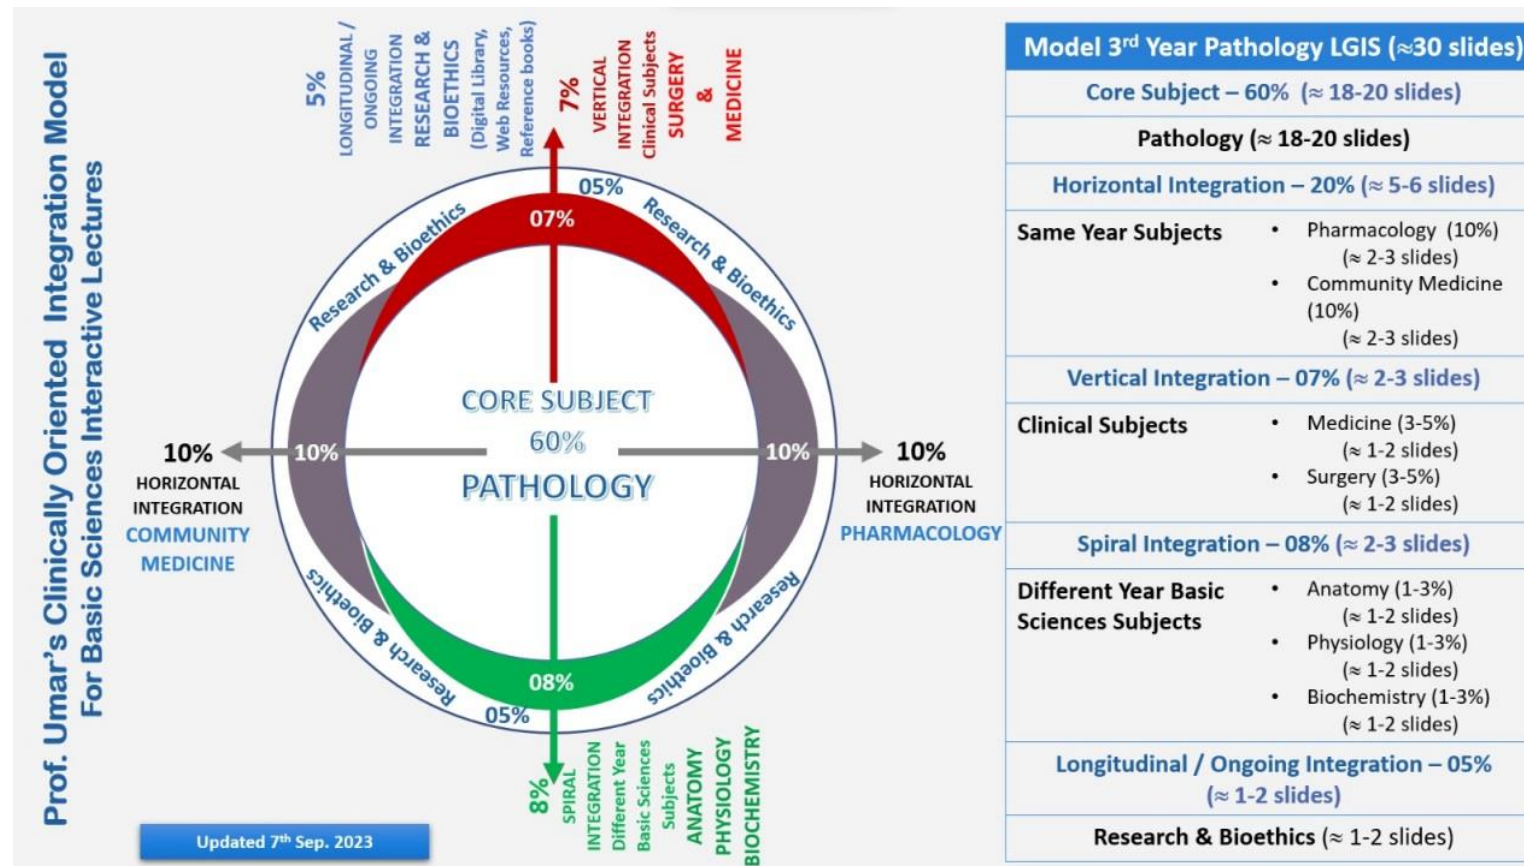 Prof. Umar's Clinically Oriented Integration Model
For Basic Sciences Interactive Lectures
5%
LONGITUDINAL /
ONGOING
INTEGRATION
RESEARCH &
BIOETHICS
(Digital Library,
Web Resources,
Reference books)
7%
VERTICAL
INTEGRATION
Clinical Subjects
SURGERY
&
MEDICINE
05%
07%
Research & Bioethics
Research & Bioethics
CORE SUBJECT
60%
PATHOLOGY
10%
10%
10%
HORIZONTAL
INTEGRATION
COMMUNITY
MEDICINE
10%
HORIZONTAL
INTEGRATION
PHARMACOLOGY
Research & Bioethics
Research & Bioethics
08%
05%
8%
SPIRAL
INTEGRATION
Different Year
Basic Sciences
Subjects
ANATOMY
PHYSIOLOGY
BIOCHEMISTRY
Updated 7th Sep. 2023
Model 3rd Year Pathology LGIS (≈30 slides)
Core Subject – 60% (≈ 18-20 slides)
Pathology (≈ 18-20 slides)
Horizontal Integration – 20% (≈ 5-6 slides)
Same Year Subjects
• Pharmacology (10%)
(≈ 2-3 slides)
• Community Medicine
(10%)
(≈ 2-3 slides)
Vertical Integration – 07% (≈ 2-3 slides)
Clinical Subjects
• Medicine (3-5%)
(≈ 1-2 slides)
• Surgery (3-5%)
(≈ 1-2 slides)
Spiral Integration – 08% (≈ 2-3 slides)
Different Year Basic
Sciences Subjects
• Anatomy (1-3%)
(≈ 1-2 slides)
• Physiology (1-3%)
(≈ 1-2 slides)
• Biochemistry (1-3%)
(≈ 1-2 slides)
Longitudinal / Ongoing Integration – 05%
(≈ 1-2 slides)
Research & Bioethics (≈ 1-2 slides)